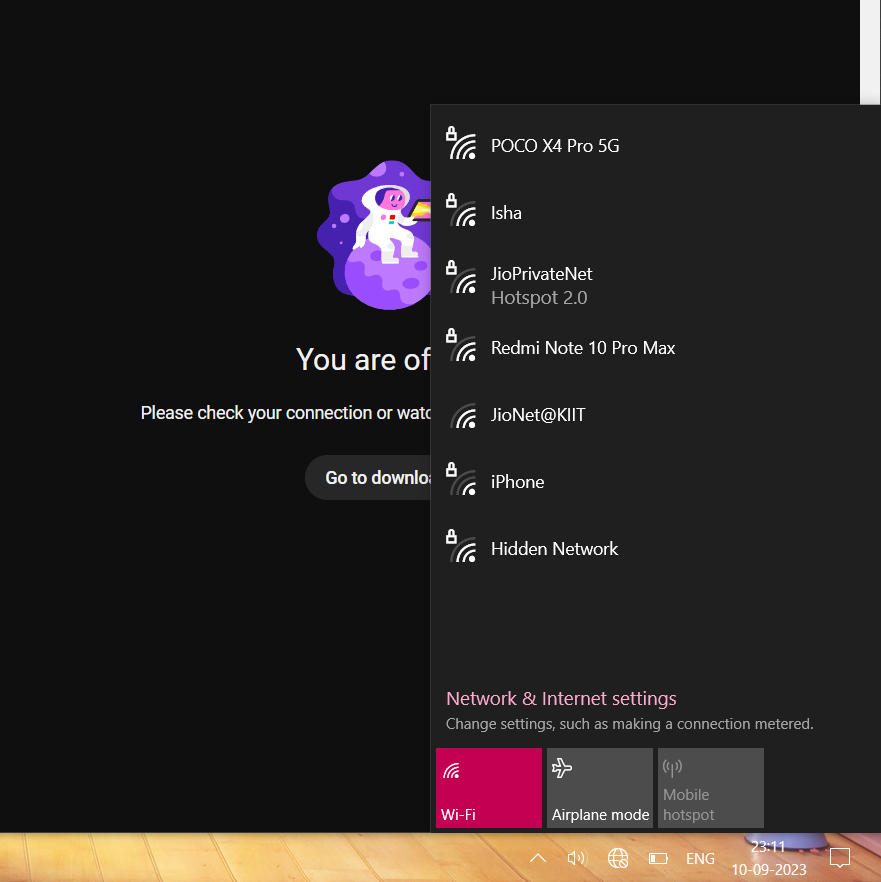 POCO X4 Pro 5G
Isha
JioPrivateNet
Hotspot 2.0
Redmi Note 10 Pro Max
JioNet@KIIT
iPhone
Hidden Network
You are of
Please check your connection or watc
Go to downloa
Network & Internet settings
Change settings, such as making a connection metered.
Wi-Fi
Airplane mode
Mobile
hotspot
ENG
23:11
10-09-2023